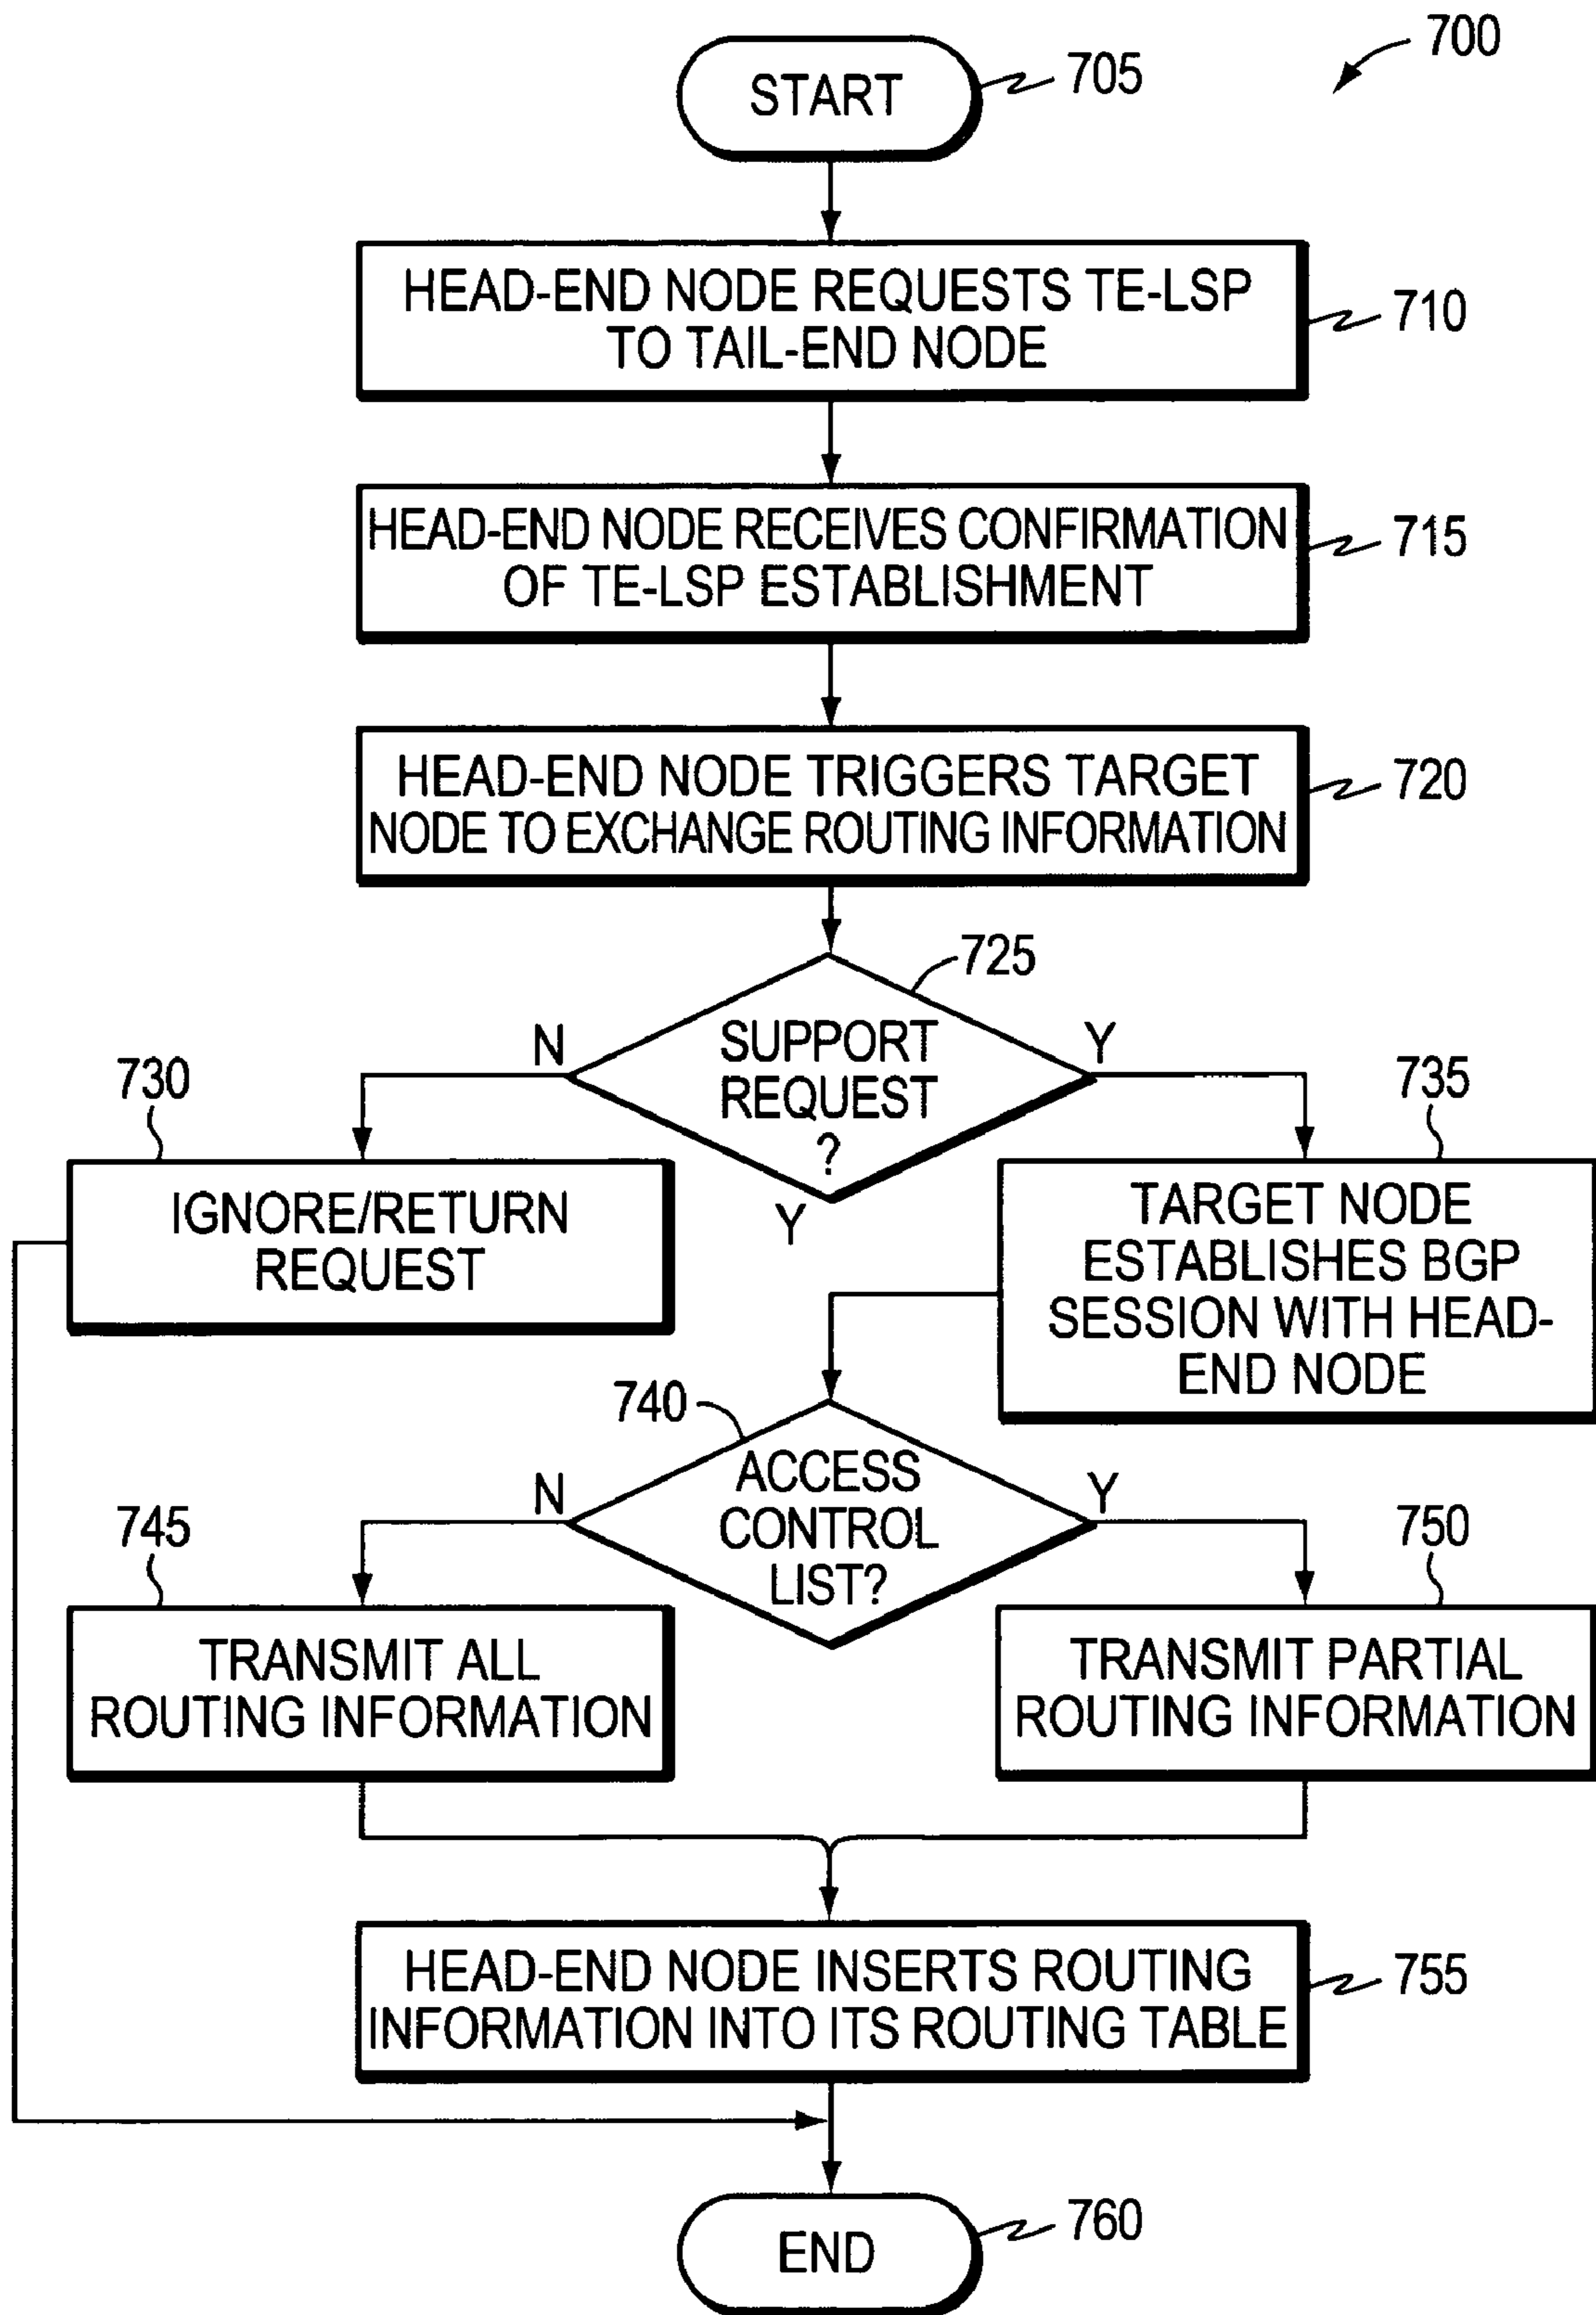 700
START
705
HEAD-END NODE REQUESTS TE-LSP
TO TAIL-END NODE
710
HEAD-END NODE RECEIVES CONFIRMATION
OF TE-LSP ESTABLISHMENT
715
HEAD-END NODE TRIGGERS TARGET
NODE TO EXCHANGE ROUTING INFORMATION
720
725
N
SUPPORT
REQUEST
?
Y
Y
730
IGNORE/RETURN
REQUEST
735
TARGET NODE
ESTABLISHES BGP
SESSION WITH HEAD-
END NODE
740
N
ACCESS
CONTROL
LIST?
Y
745
TRANSMIT ALL
ROUTING INFORMATION
750
TRANSMIT PARTIAL
ROUTING INFORMATION
HEAD-END NODE INSERTS ROUTING
INFORMATION INTO ITS ROUTING TABLE
755
END
760